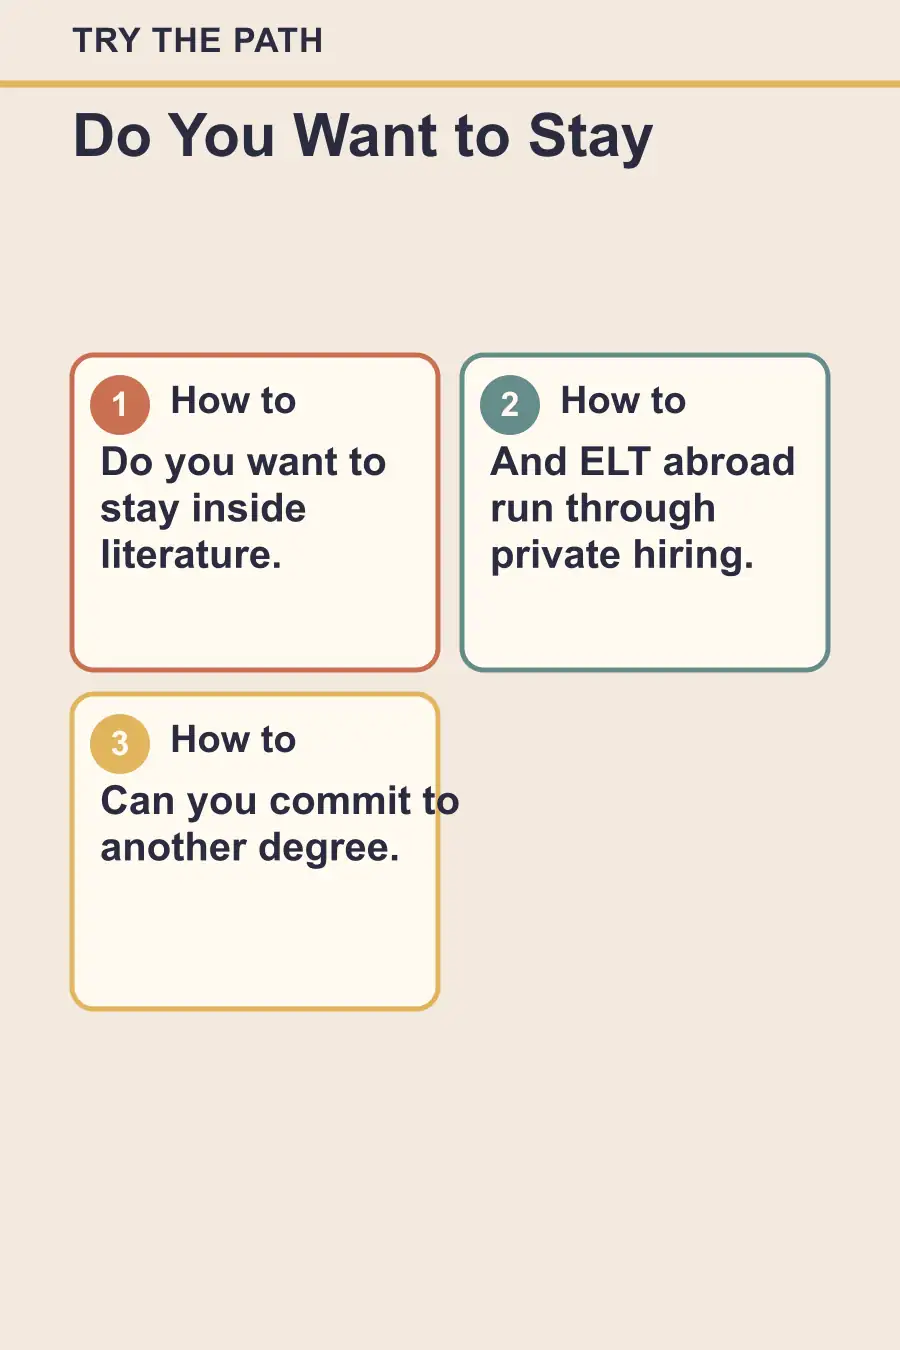 TRY THE PATH
Do You Want to Stay
1 How to
Do you want to
stay inside
literature.
2 How to
And ELT abroad
run through
private hiring.
3 How to
Can you commit to
another degree.